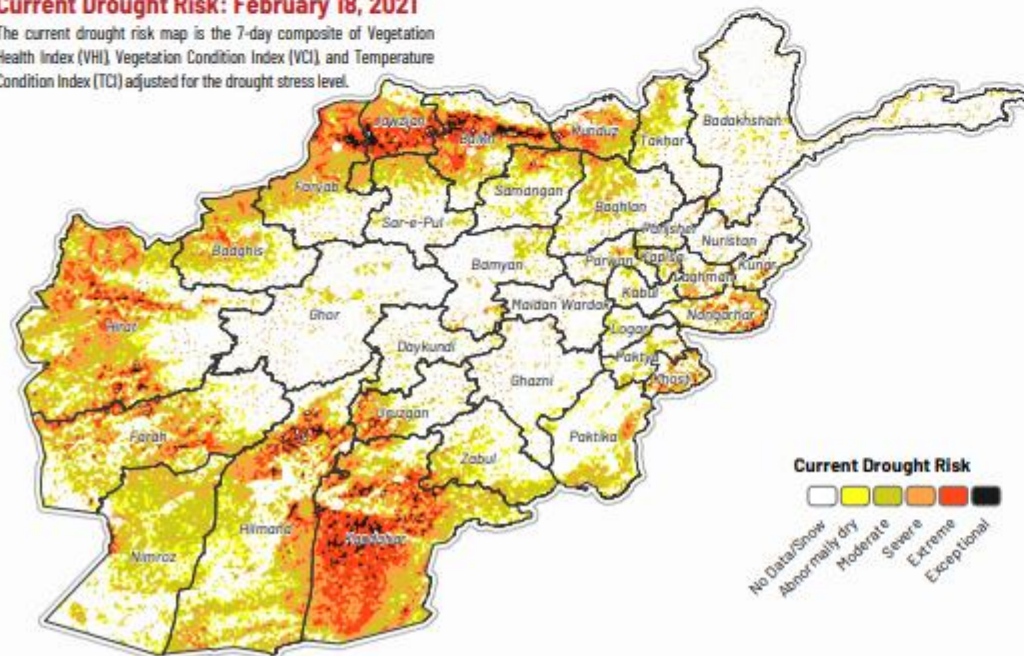 Current Drought Risk: February 18, 2021
The current drought risk map is the 7-day composite of Vegetation
Health Index (VHI), Vegetation Condition Index (VCI), and Temperature
Condition Index (TCI) adjusted for the drought stress level.
Badakhshan
Jawzjan
Balkh
Kunduz
Takhar
Faryab
Samangan
Baghlan
Sar-e-Pul
Panjsher
Nuristan
Badghis
Bamyan
Parwan
Kapisa
Kunar
Laghman
Kabul
Maidan Wardak
Ghor
Nangarhar
Hirat
Logar
Daykundi
Paktya
Ghazni
Khost
Uruzgan
Farah
Paktika
Zabul
Hilmand
Kandahar
Nimroz
Current Drought Risk
No Data/Snow
Abnormally dry
Moderate
Severe
Extreme
Exceptional